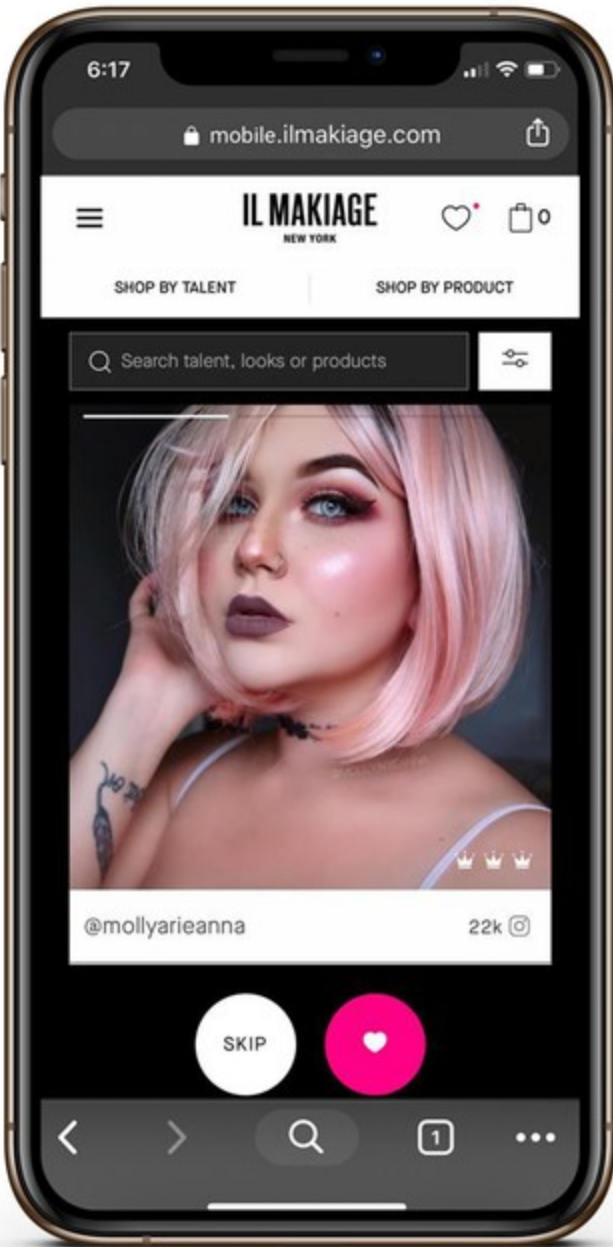 6:17
mobile.ilmakiage.com
IL MAKIAGE
NEW YORK
0
SHOP BY TALENT
SHOP BY PRODUCT
Search talent, looks or products
@mollyarieanna
22k
SKIP
1